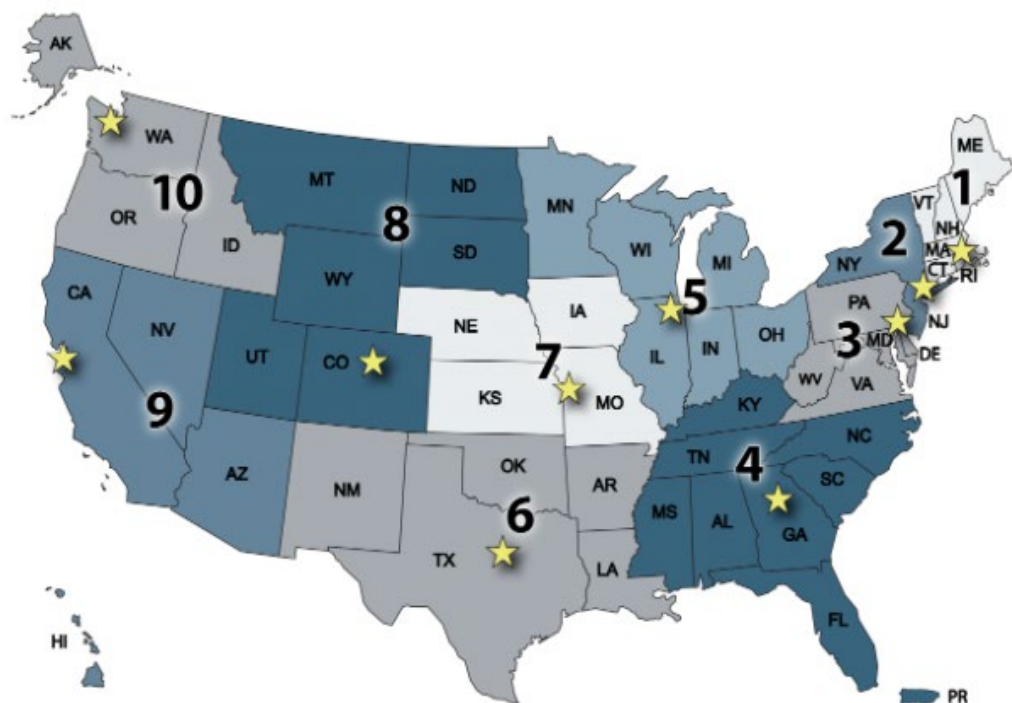 AK
WA
MT
ND
MN
ME
1
VT
NH
10
8
OR
ID
SD
WI
MI
2
NY
MA
CT
RI
WY
5
CA
NV
NE
IA
PA
NJ
3
MD
DE
OH
UT
CO
IL
IN
7
WV
VA
KS
MO
KY
9
NC
TN
4
OK
AZ
NM
AR
SC
6
MS
AL
GA
TX
LA
FL
HI
PR